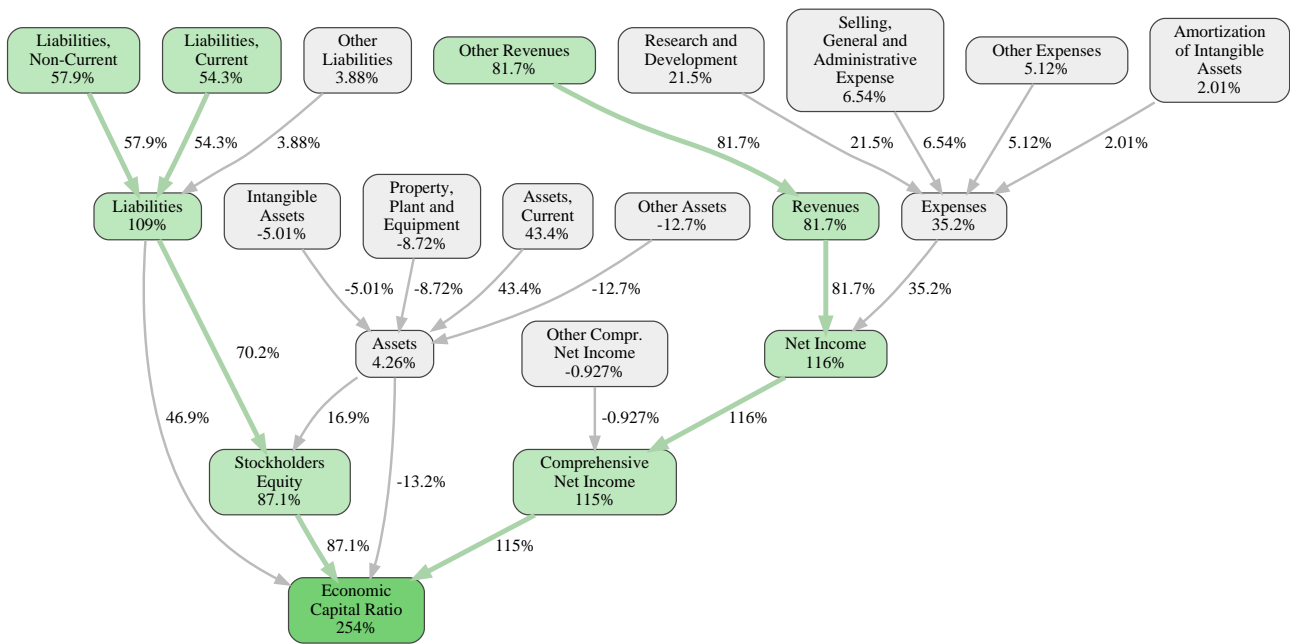 Liabilities,
Non-Current
57.9%
Liabilities,
Current
54.3%
Other
Liabilities
3.88%
Other Revenues
81.7%
Research and
Development
21.5%
Selling,
General and
Administrative
Expense
6.54%
Other Expenses
5.12%
Amortization
of Intangible
Assets
2.01%
57.9%
54.3%
3.88%
81.7%
21.5%
6.54%
5.12%
2.01%
Liabilities
109%
Intangible
Assets
-5.01%
Property,
Plant and
Equipment
-8.72%
Assets,
Current
43.4%
Other Assets
-12.7%
Revenues
81.7%
Expenses
35.2%
-5.01%
-8.72%
43.4%
-12.7%
81.7%
35.2%
70.2%
Assets
4.26%
Other Compr.
Net Income
-0.927%
Net Income
116%
46.9%
16.9%
-0.927%
116%
Stockholders
Equity
87.1%
-13.2%
Comprehensive
Net Income
115%
87.1%
115%
Economic
Capital Ratio
254%